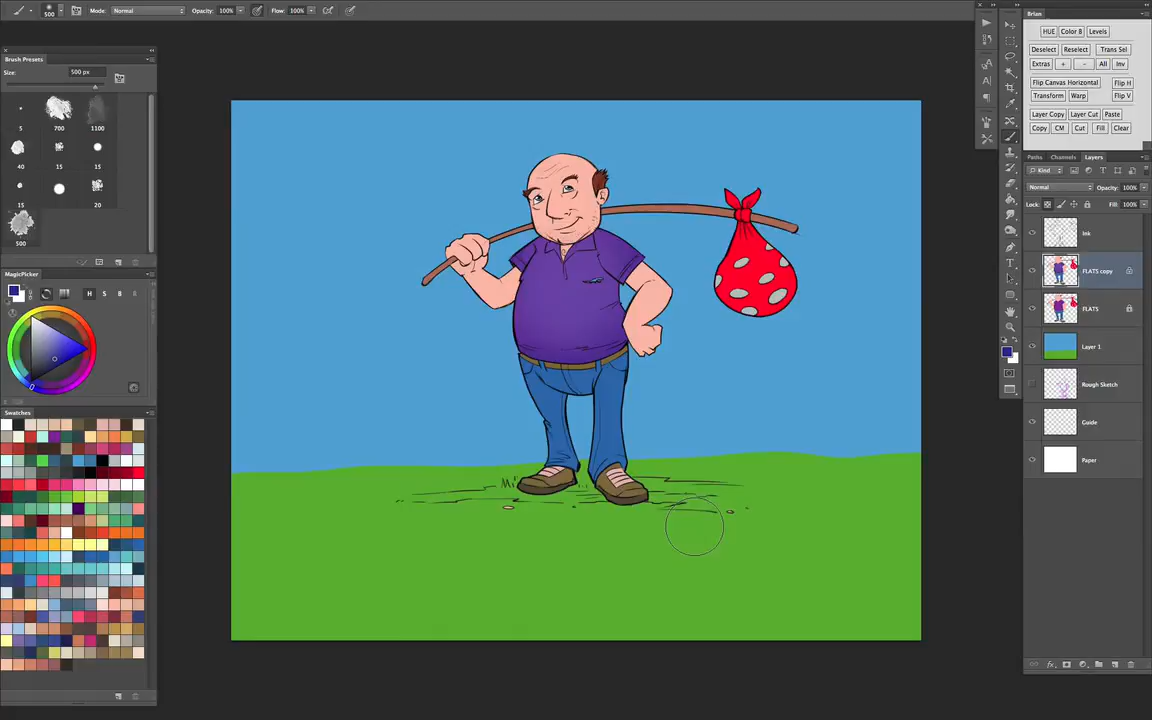 500
Mode: Normal
Opacity: 100%
Flow: 100%
Brush Presets
Size: 500 px
5 700 1100
40 15 15
15 20
500
MagicPicker
H S B R
Swatches
Brian
HUE Color B Levels
Deselect Reselect Trans Sel
Extras + - All Inv
Flip Canvas Horizontal Flip H
Transform Warp Flip V
Layer Copy Layer Cut Paste
Copy CM Cut Fill Clear
Paths Channels Layers
Kind
Normal Opacity: 100%
Lock: Fill: 100%
Ink
FLATS copy
FLATS
Layer 1
Rough Sketch
Guide
Paper